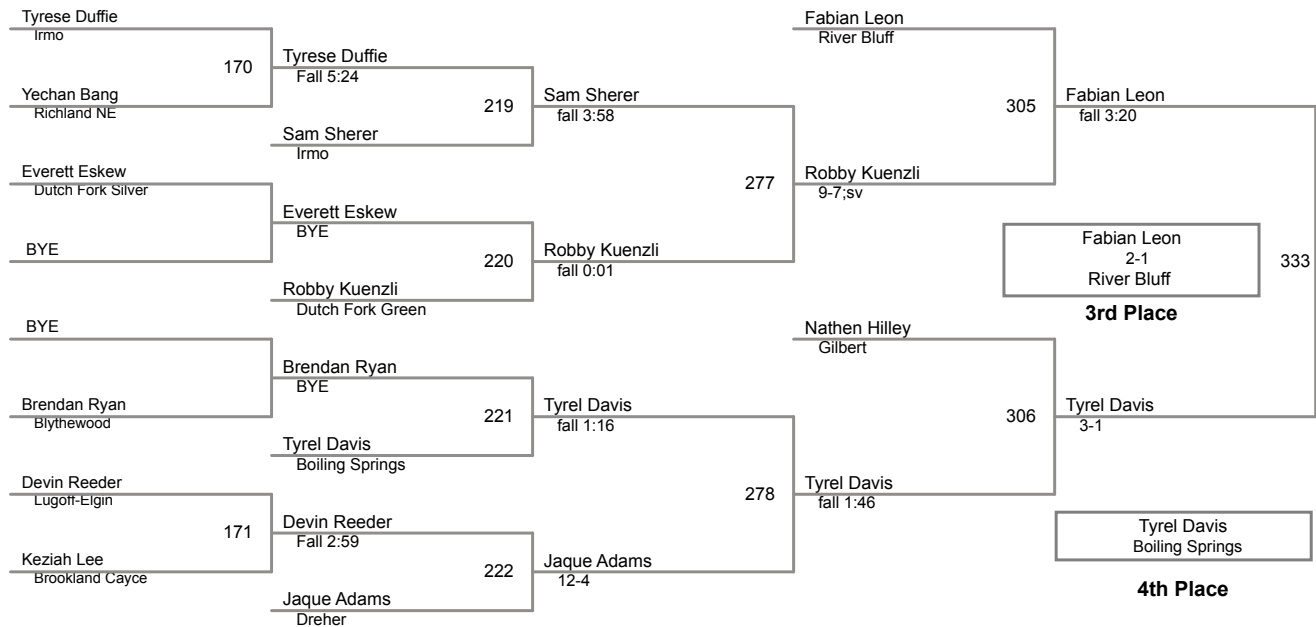 Tyrese Duffie
Irmo
170
Yechan Bang
Richland NE
Everett Eskew
Dutch Fork Silver
BYE
BYE
Brendan Ryan
Blythewood
Devin Reeder
Lugoff-Elgin
171
Keziah Lee
Brookland Cayce
Tyrese Duffie
Fall 5:24
219
Sam Sherer
Irmo
Everett Eskew
BYE
220
Robby Kuenzli
Dutch Fork Green
Brendan Ryan
BYE
221
Tyrel Davis
Boiling Springs
Devin Reeder
Fall 2:59
222
Jaque Adams
Dreher
Sam Sherer
fall 3:58
277
Robby Kuenzli
fall 0:01
Tyrel Davis
fall 1:16
278
Jaque Adams
12-4
Fabian Leon
River Bluff
305
Robby Kuenzli
9-7;sv
Nathen Hilley
Gilbert
306
Tyrel Davis
fall 1:46
Fabian Leon
fall 3:20
333
Tyrel Davis
3-1
Fabian Leon
2-1
River Bluff
3rd Place
Tyrel Davis
Boiling Springs
4th Place